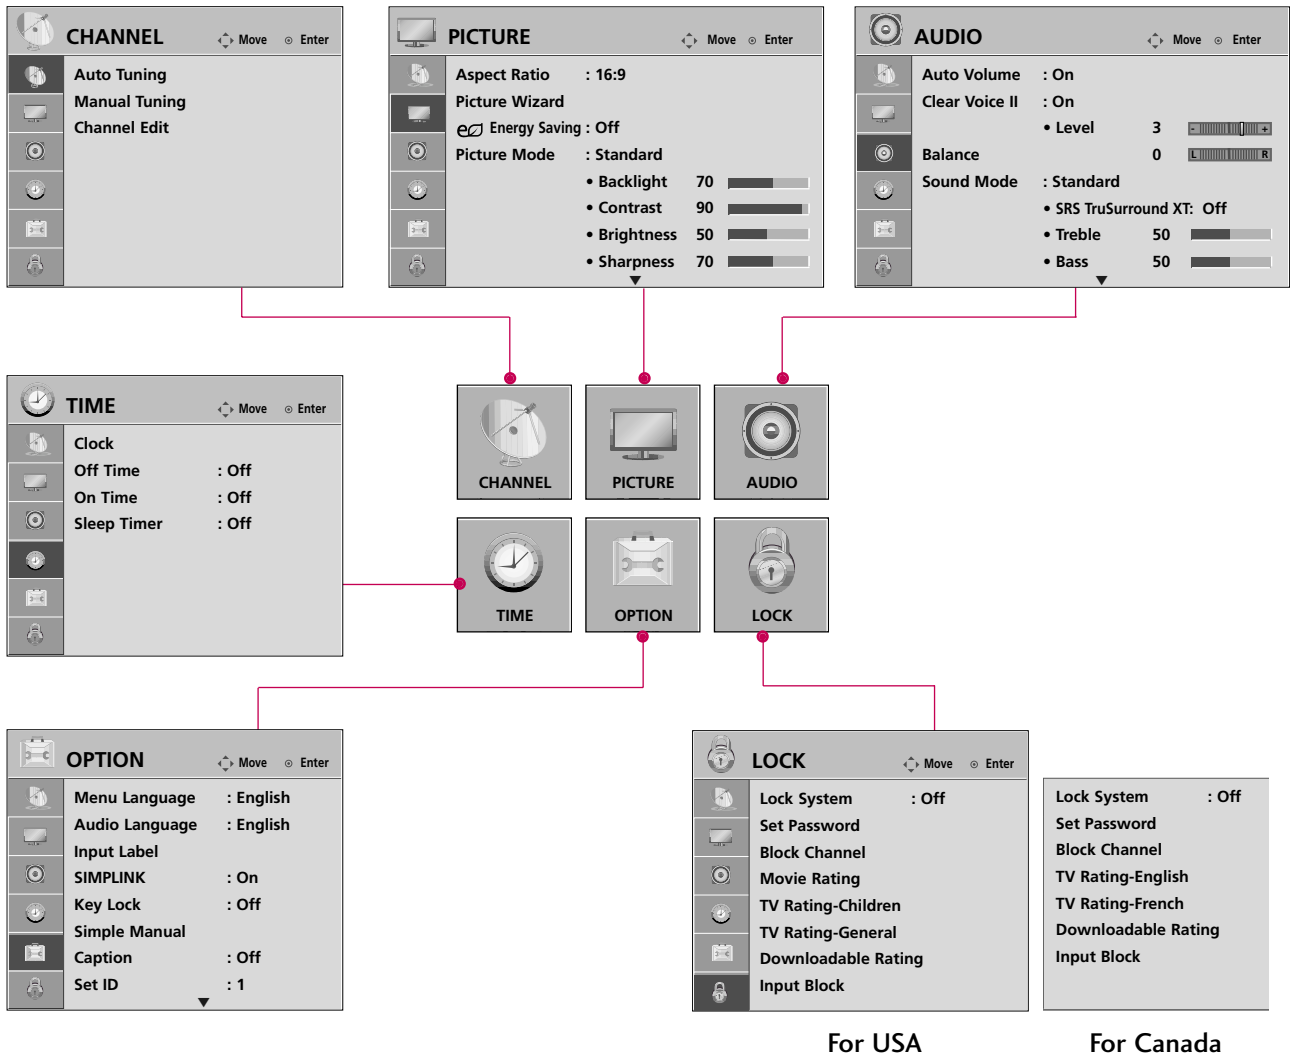 CHANNEL Move Enter
Auto Tuning
Manual Tuning
Channel Edit
PICTURE Move Enter
Aspect Ratio : 16:9
Picture Wizard
Energy Saving : Off
Picture Mode : Standard
• Backlight 70
• Contrast 90
• Brightness 50
• Sharpness 70
AUDIO Move Enter
Auto Volume : On
Clear Voice II : On
• Level 3 - +
Balance 0 L R
Sound Mode : Standard
• SRS TruSurround XT: Off
• Treble 50
• Bass 50
TIME Move Enter
Clock
Off Time : Off
On Time : Off
Sleep Timer : Off
CHANNEL
PICTURE
AUDIO
TIME
OPTION
LOCK
OPTION Move Enter
Menu Language : English
Audio Language : English
Input Label
SIMPLINK : On
Key Lock : Off
Simple Manual
Caption : Off
Set ID : 1
LOCK Move Enter
Lock System : Off
Set Password
Block Channel
Movie Rating
TV Rating-Children
TV Rating-General
Downloadable Rating
Input Block
For USA
Lock System : Off
Set Password
Block Channel
TV Rating-English
TV Rating-French
Downloadable Rating
Input Block
For Canada